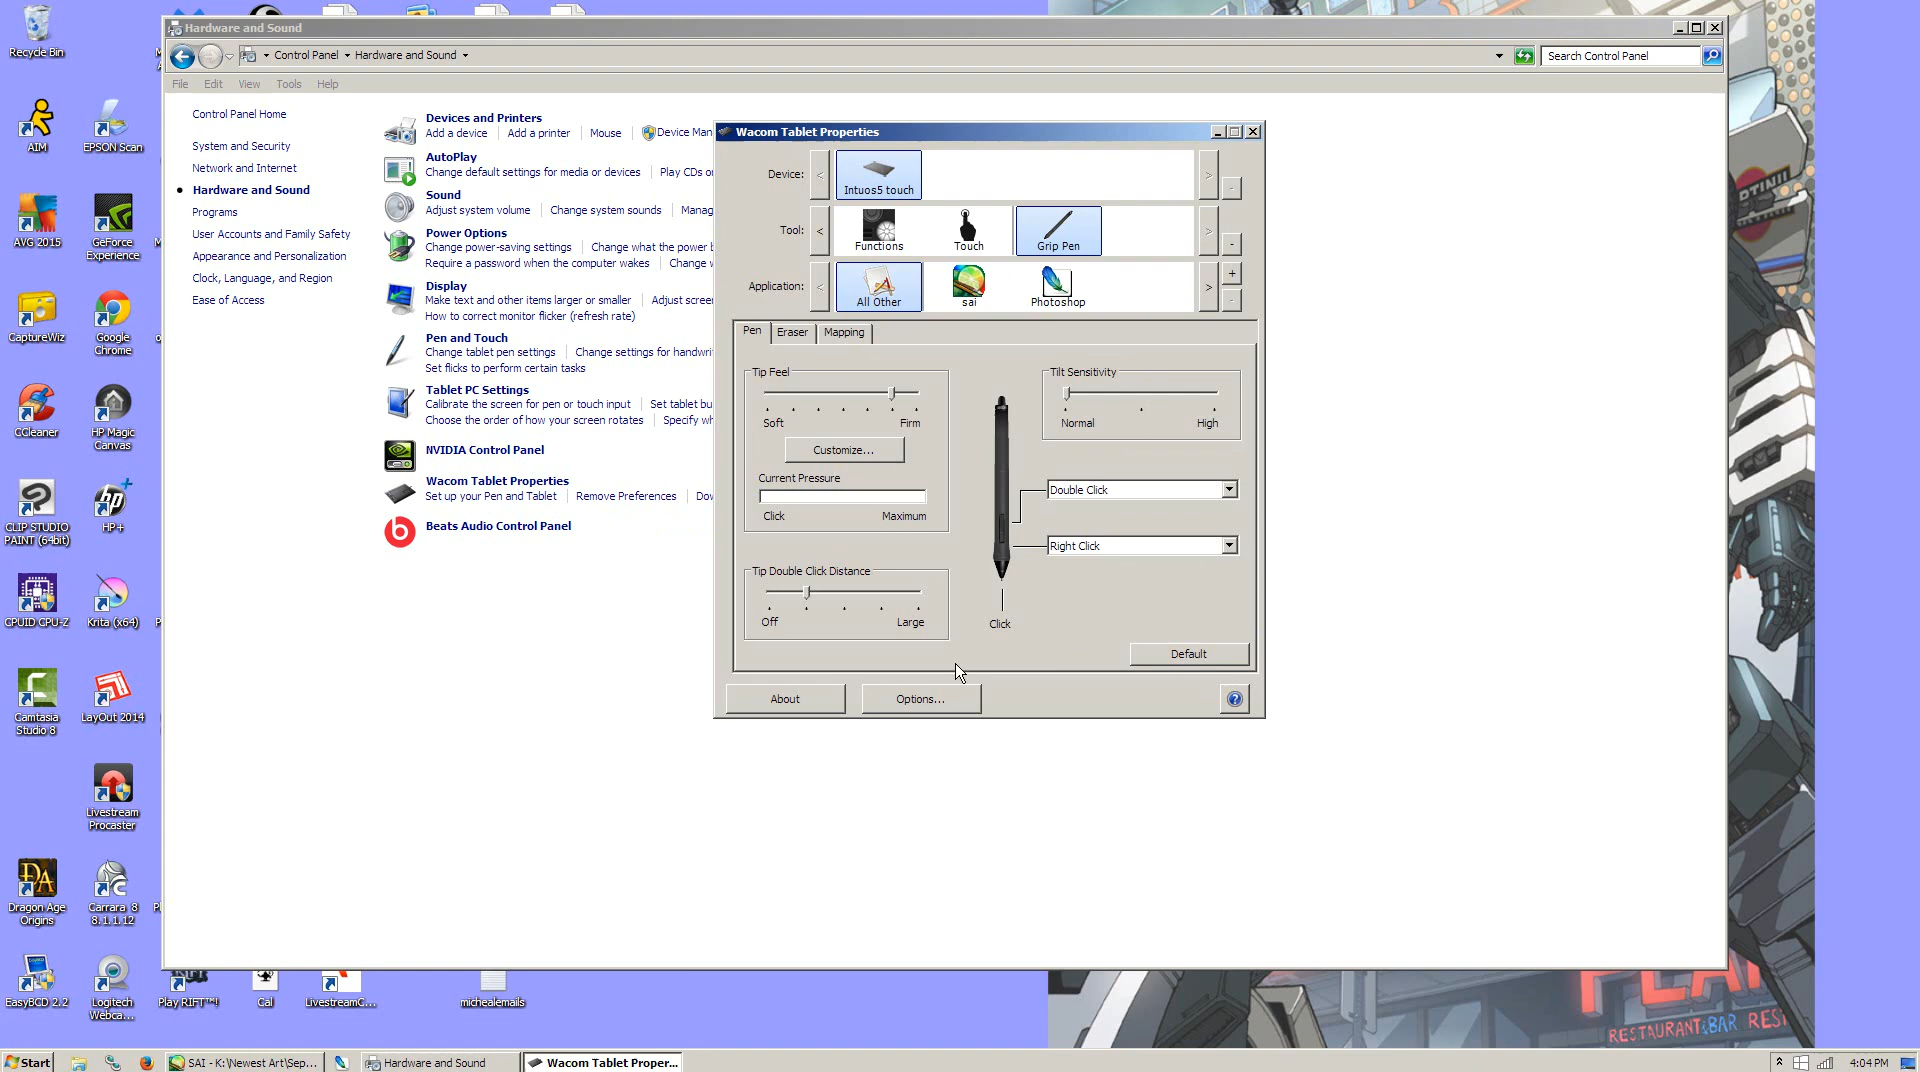 Recycle Bin
AIM
EPSON Scan
AVG 2015
GeForce
Experience
CaptureWiz
Google
Chrome
CCleaner
HP Magic
Canvas
CLIP STUDIO
PAINT (64bit)
HP+
CPUID CPU-Z
Krita (x64)
Camtasia
Studio 8
LayOut 2014
Livestream
Procaster
Dragon Age
Origins
Carrara 8
8.1.1.12
EasyBCD 2.2
Logitech
Webca...
Play RIFT™!
Cal
LivestreamC...
michealemails
Hardware and Sound
Control Panel
Hardware and Sound
Search Control Panel
File Edit View Tools Help
Control Panel Home
System and Security
Network and Internet
Hardware and Sound
Programs
User Accounts and Family Safety
Appearance and Personalization
Clock, Language, and Region
Ease of Access
Devices and Printers
Add a device Add a printer Mouse Device Man
AutoPlay
Change default settings for media or devices Play CDs o
Sound
Adjust system volume Change system sounds Manag
Power Options
Change power-saving settings Change what the power b
Require a password when the computer wakes Change w
Display
Make text and other items larger or smaller Adjust scree
How to correct monitor flicker (refresh rate)
Pen and Touch
Change tablet pen settings Change settings for handwri
Set flicks to perform certain tasks
Tablet PC Settings
Calibrate the screen for pen or touch input Set tablet bu
Choose the order of how your screen rotates Specify wh
NVIDIA Control Panel
Wacom Tablet Properties
Set up your Pen and Tablet Remove Preferences Dov
Beats Audio Control Panel
Wacom Tablet Properties
Device:
Intuos5 touch
Tool:
Functions
Touch
Grip Pen
Application:
All Other
sai
Photoshop
Pen Eraser Mapping
Tip Feel
Soft Firm
Customize...
Current Pressure
Click Maximum
Tip Double Click Distance
Off Large
Tilt Sensitivity
Normal High
Double Click
Right Click
Click
Default
About
Options...
RESTAURANT & BAR RES
Start
SAI - K:\Newest Art\Sep...
Hardware and Sound
Wacom Tablet Proper...
4:04 PM